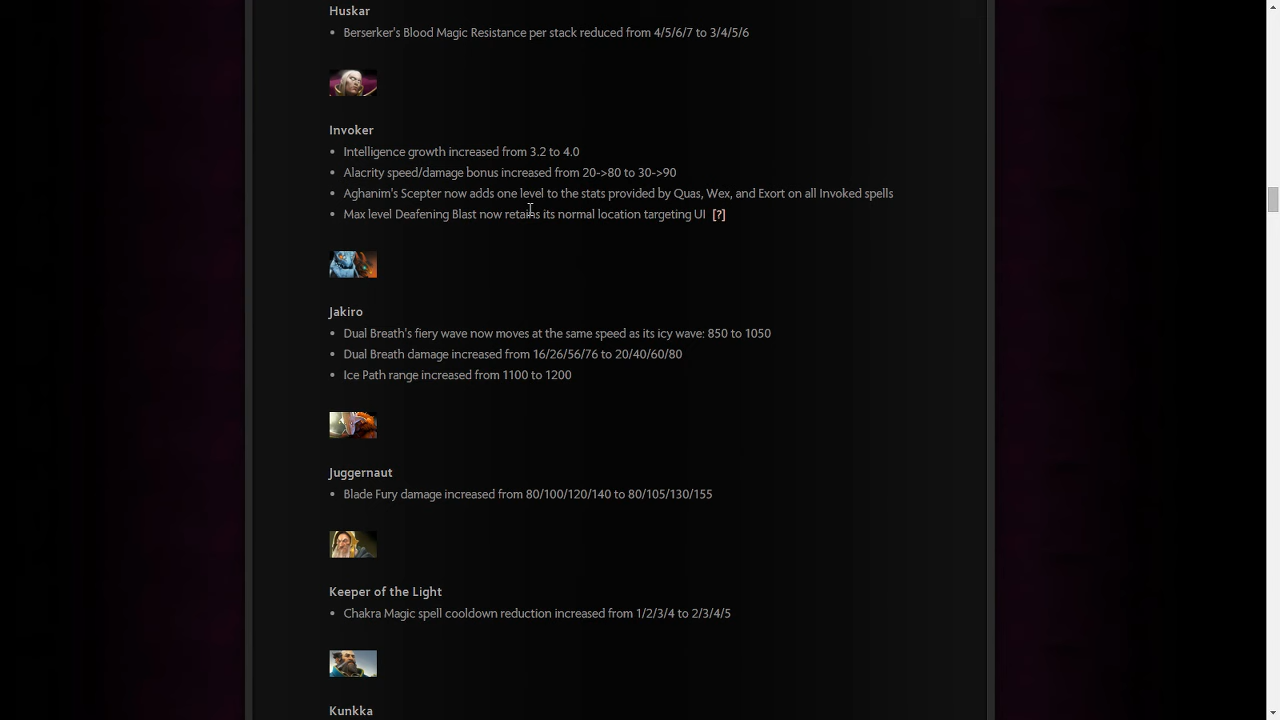 Huskar
• Berserker's Blood Magic Resistance per stack reduced from 4/5/6/7 to 3/4/5/6
Invoker
• Intelligence growth increased from 3.2 to 4.0
• Alacrity speed/damage bonus increased from 20->80 to 30->90
• Aghanim's Scepter now adds one level to the stats provided by Quas, Wex, and Exort on all Invoked spells
• Max level Deafening Blast now retains its normal location targeting UI [?]
Jakiro
• Dual Breath's fiery wave now moves at the same speed as its icy wave: 850 to 1050
• Dual Breath damage increased from 16/26/56/76 to 20/40/60/80
• Ice Path range increased from 1100 to 1200
Juggernaut
• Blade Fury damage increased from 80/100/120/140 to 80/105/130/155
Keeper of the Light
• Chakra Magic spell cooldown reduction increased from 1/2/3/4 to 2/3/4/5
Kunkka